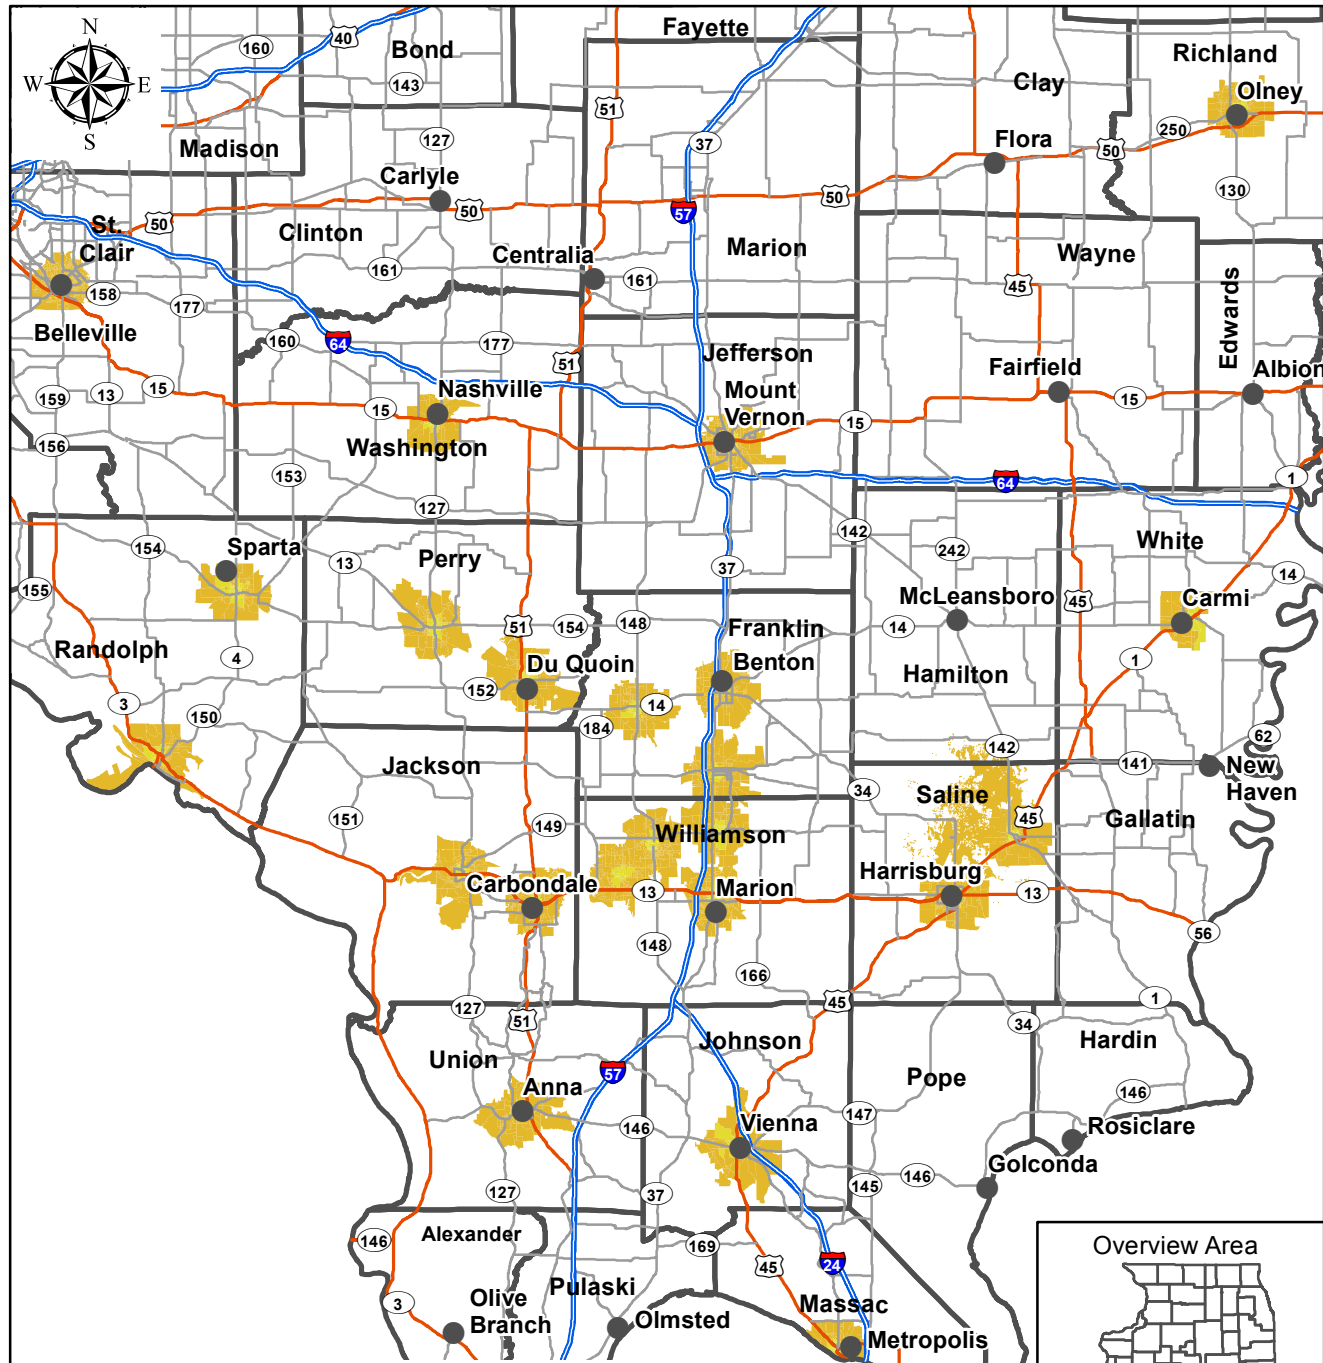 N
W E
S
Fayette
Bond
Richland
Clay
Olney
Madison
Flora
Carlyle
St.
Clair
Clinton
Centralia
Marion
Wayne
Edwards
Belleville
Jefferson
Fairfield
Albion
Nashville
Mount
Vernon
Washington
Sparta
Perry
White
McLeansboro
Carmi
Randolph
Franklin
Benton
Du Quoin
Hamilton
Jackson
Saline
New
Haven
Gallatin
Williamson
Carbondale
Marion
Harrisburg
Union
Johnson
Hardin
Pope
Anna
Vienna
Rosiclare
Golconda
Alexander
Pulaski
Olive
Branch
Olmsted
Massac
Metropolis
Overview Area
160
40
143
127
51
37
50
250
130
50
50
57
50
161
161
158
177
45
160
64
177
51
159
13
15
15
15
15
156
153
127
64
1
142
242
154
13
37
155
14
45
51
154
148
14
4
1
152
3
150
14
184
62
142
141
34
151
149
45
13
13
148
56
166
127
51
45
1
34
57
146
147
146
127
37
145
146
146
169
45
24
3